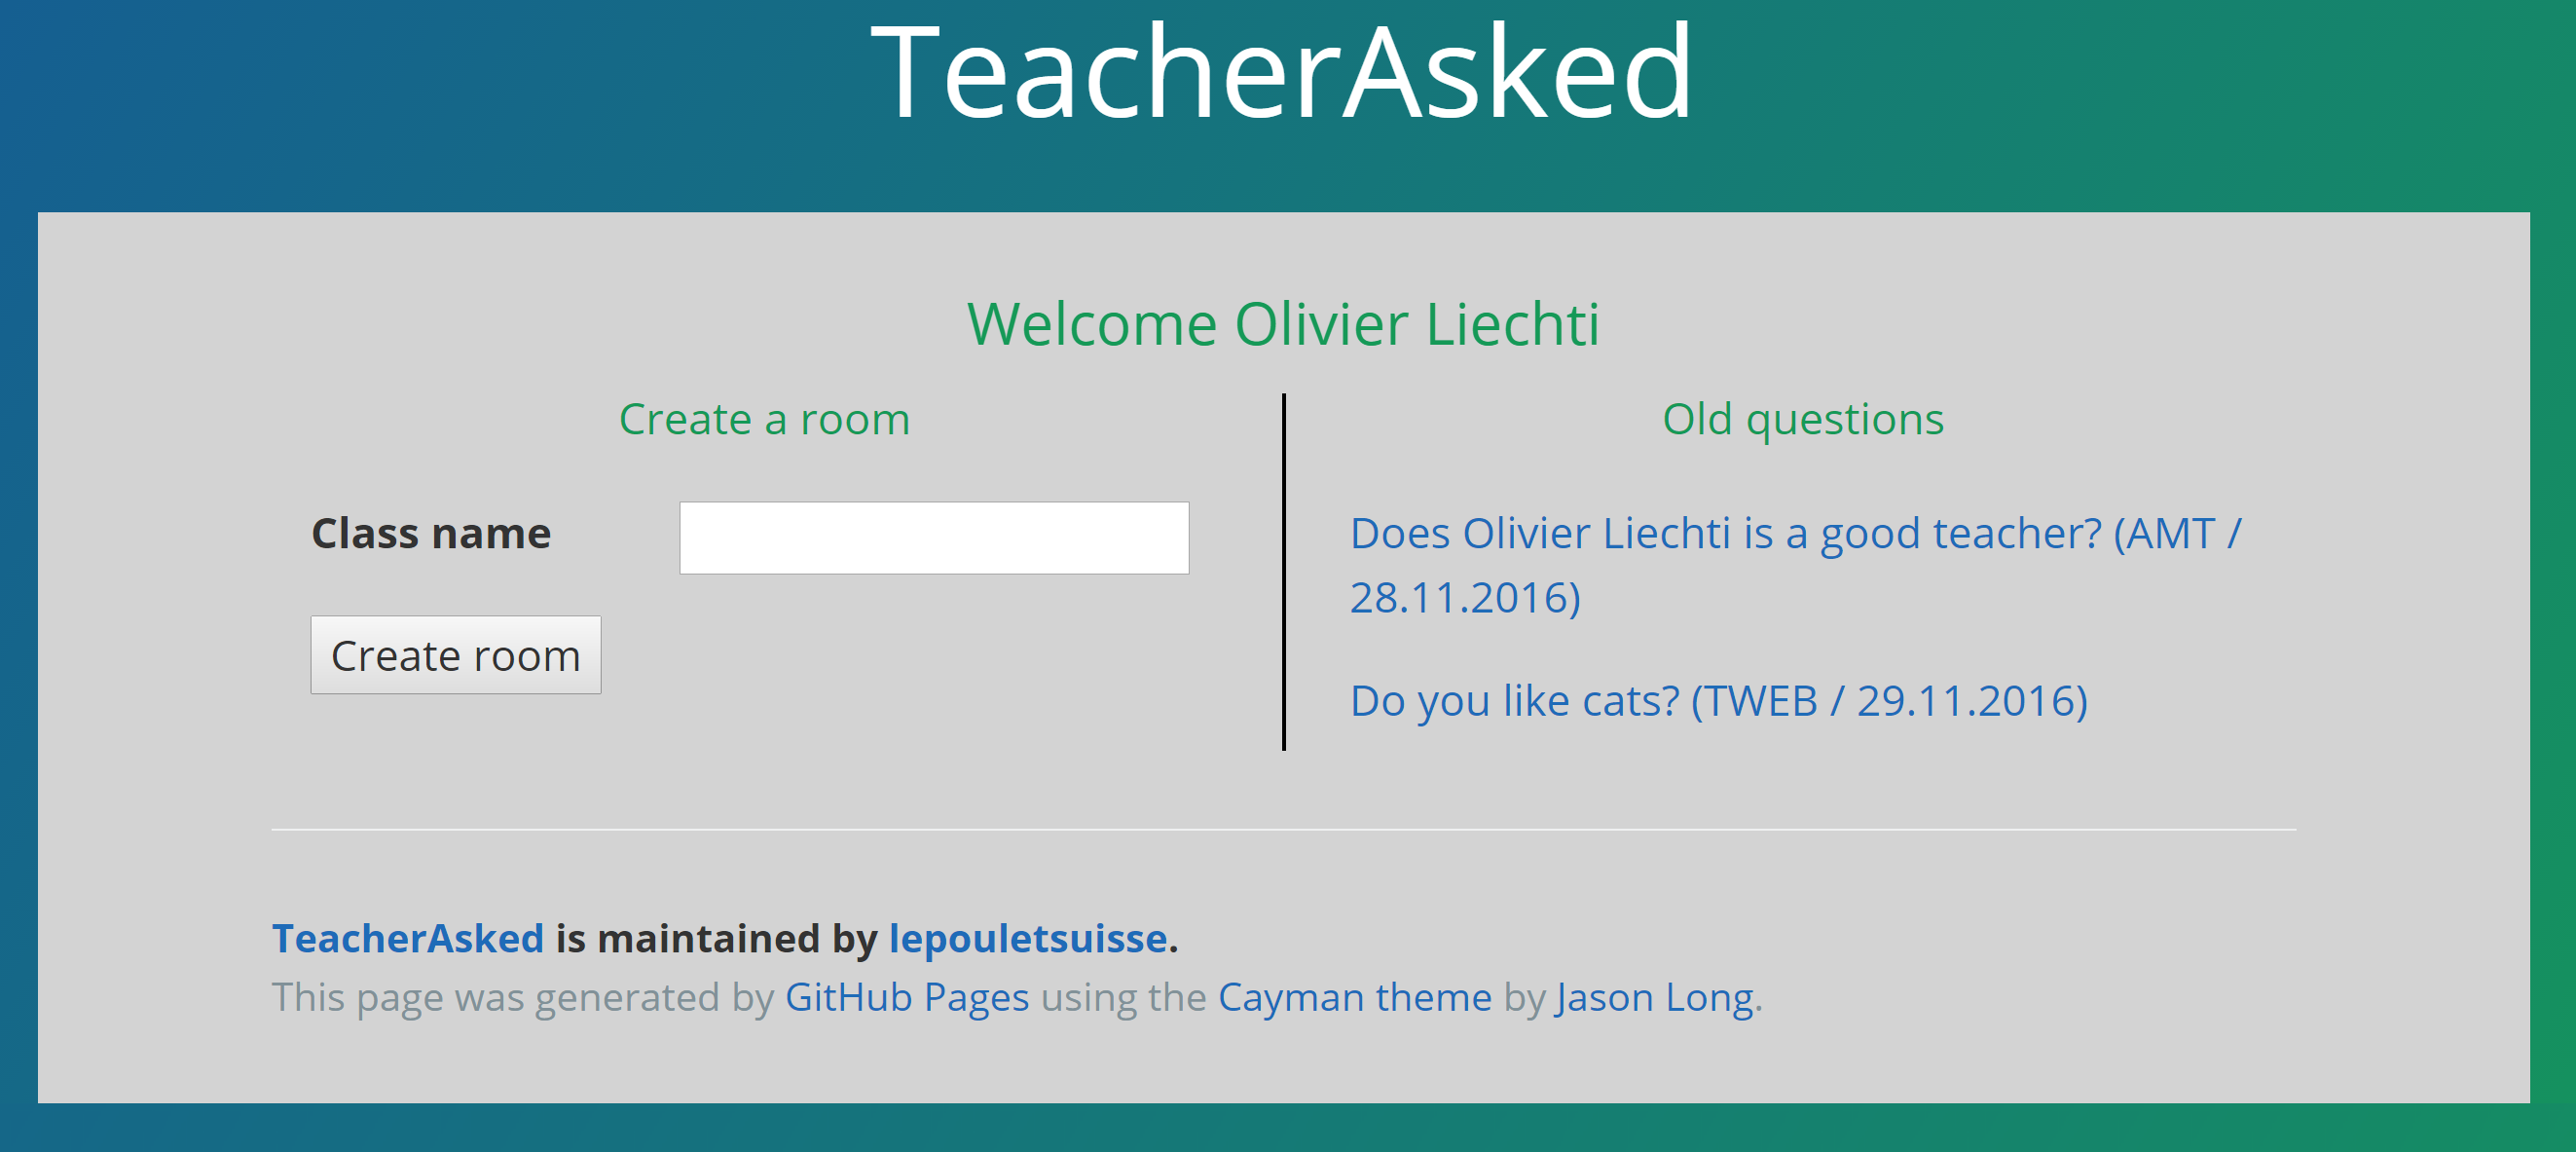 TeacherAsked
Welcome Olivier Liechti
Create a room
Class name
Create room
Old questions
Does Olivier Liechti is a good teacher? (AMT /
28.11.2016)
Do you like cats? (TWEB / 29.11.2016)
TeacherAsked is maintained by lepouletsuisse.
This page was generated by GitHub Pages using the Cayman theme by Jason Long.